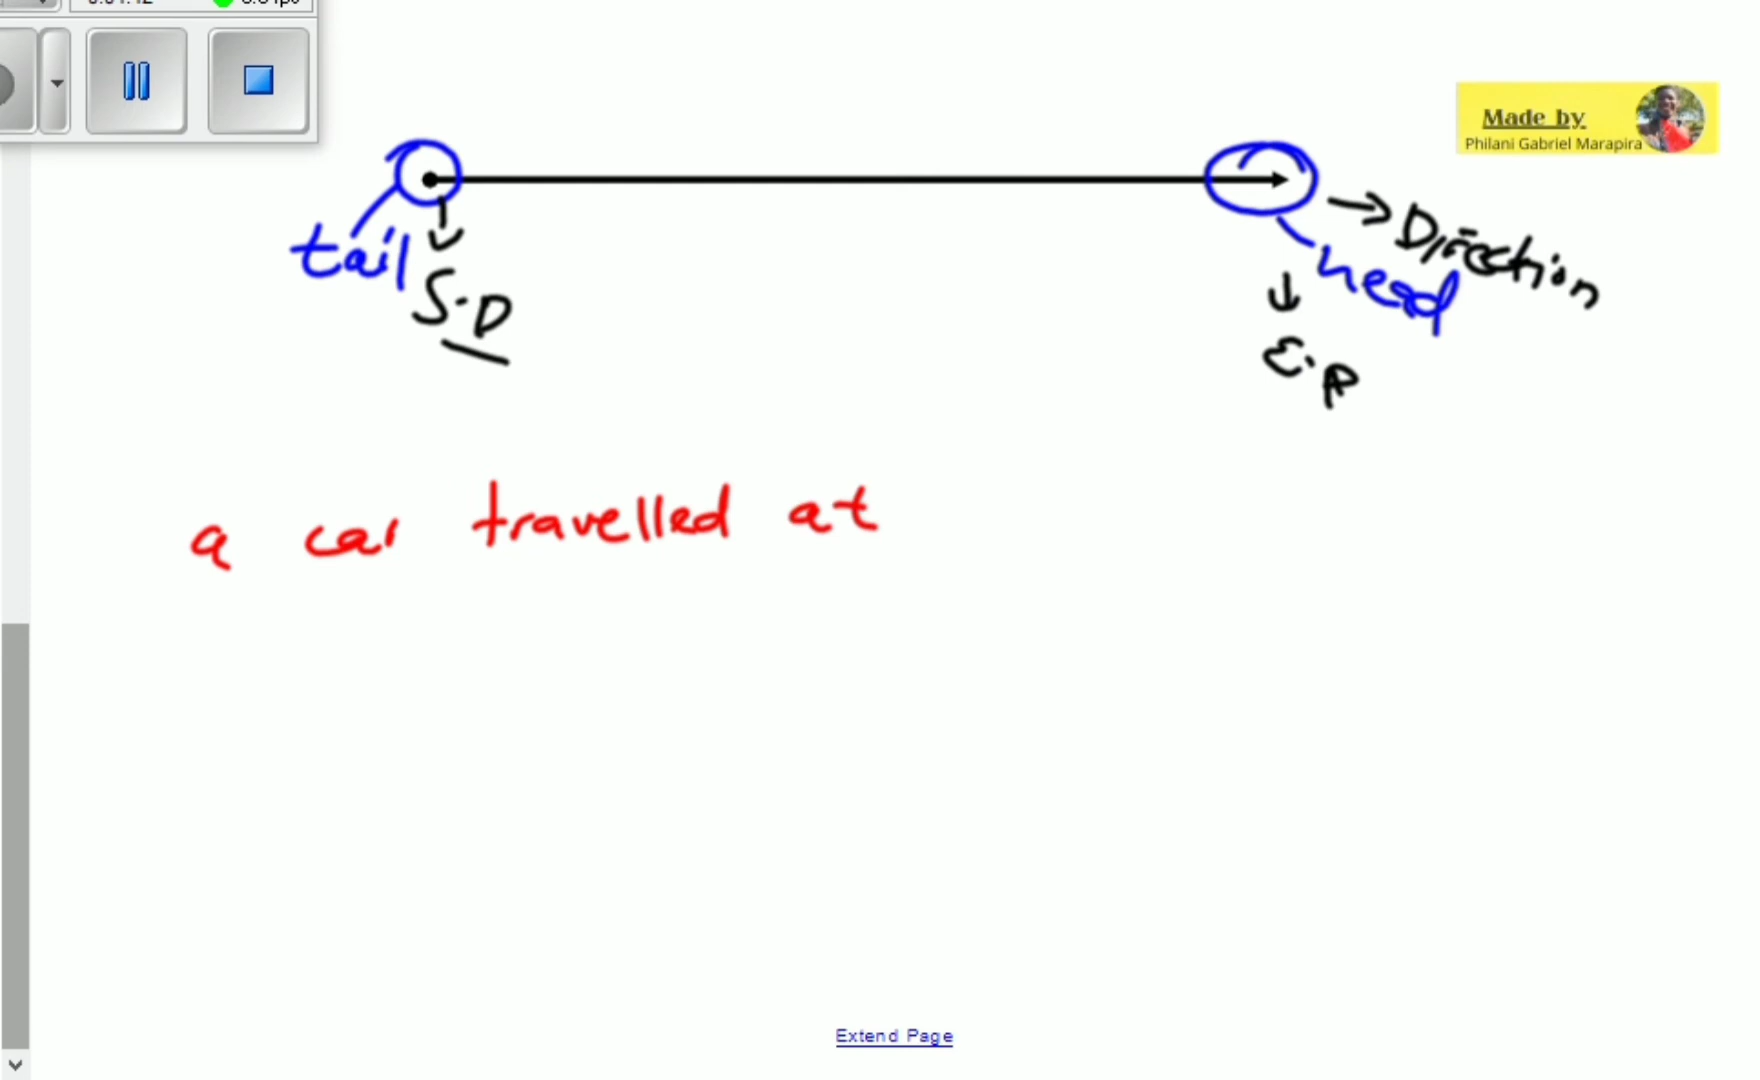 Made by
Philani Gabriel Marapira
tail
S.D
Direction
head
E.P
a car travelled at
Extend Page